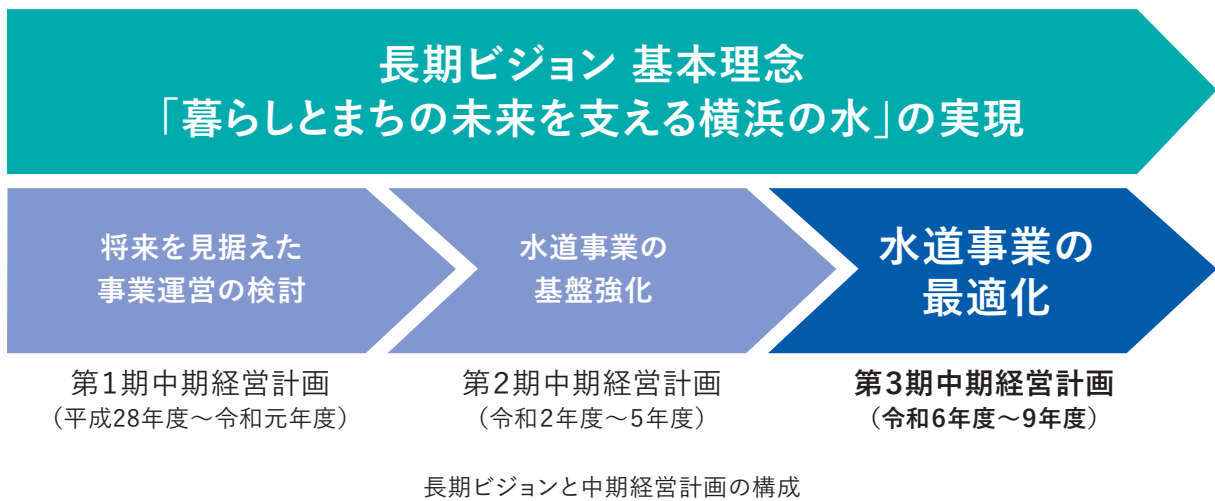 長期ビジョン 基本理念
「暮らしとまちの未来を支える横浜の水」の実現
将来を見据えた
事業運営の検討
水道事業の
基盤強化
水道事業の
最適化
第1期中期経営計画
（平成28年度～令和元年度）
第2期中期経営計画
（令和2年度～5年度）
第3期中期経営計画
（令和6年度～9年度）
長期ビジョンと中期経営計画の構成